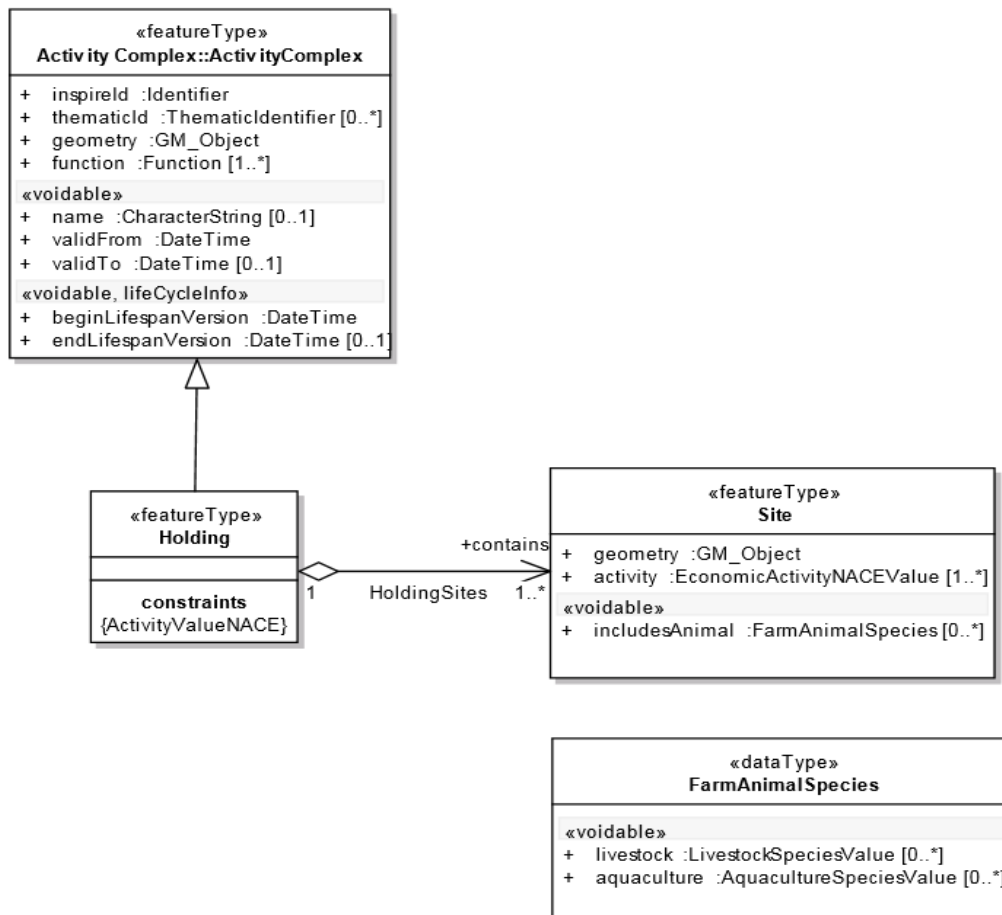 «featureType»
Activity Complex::ActivityComplex
+ inspireId :Identifier
+ thematicId :ThematicIdentifier [0..*]
+ geometry :GM_Object
+ function :Function [1..*]
«voidable»
+ name :CharacterString [0..1]
+ validFrom :DateTime
+ validTo :DateTime [0..1]
«voidable, lifeCycleInfo»
+ beginLifespanVersion :DateTime
+ endLifespanVersion :DateTime [0..1]
«featureType»
Holding
constraints
{ActivityValueNACE}
+contains
1 HoldingSites 1..*
«featureType»
Site
+ geometry :GM_Object
+ activity :EconomicActivityNACEValue [1..*]
«voidable»
+ includesAnimal :FarmAnimalSpecies [0..*]
«dataType»
FarmAnimalSpecies
«voidable»
+ livestock :LivestockSpeciesValue [0..*]
+ aquaculture :AquacultureSpeciesValue [0..*]